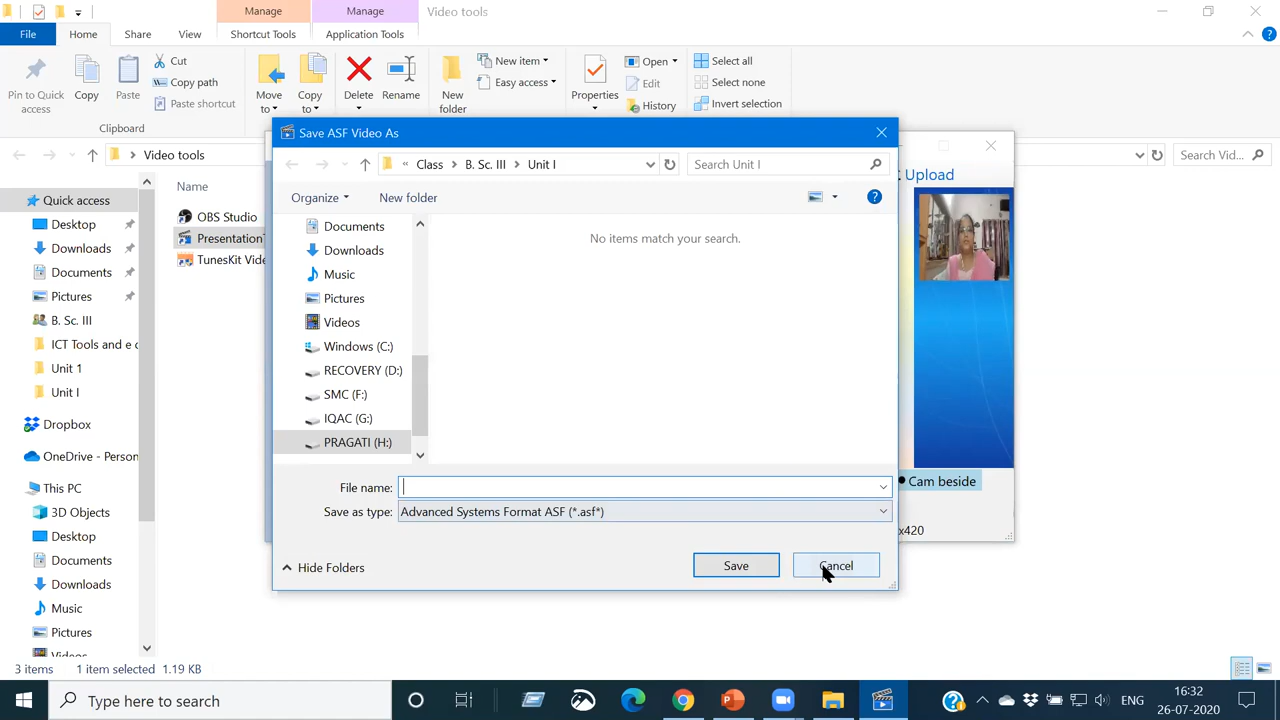 Manage
Manage
Video tools
File
Home
Share
View
Shortcut Tools
Application Tools
Pin to Quick access
Copy
Paste
Cut
Copy path
Paste shortcut
Clipboard
Move to
Copy to
Delete
Rename
New folder
New item
Easy access
Properties
Open
Edit
History
Select all
Select none
Invert selection
Video tools
Search Vid...
Save ASF Video As
« Class > B. Sc. III > Unit I
Search Unit I
Organize
New folder
Upload
Name
OBS Studio
Presentation
TunesKit Vide
Quick access
Desktop
Downloads
Documents
Pictures
B. Sc. III
ICT Tools and e c
Unit 1
Unit I
Dropbox
OneDrive - Person
This PC
3D Objects
Desktop
Documents
Downloads
Music
Pictures
Videos
Documents
Downloads
Music
Pictures
Videos
Windows (C:)
RECOVERY (D:)
SMC (F:)
IQAC (G:)
PRAGATI (H:)
No items match your search.
File name:
Save as type: Advanced Systems Format ASF (*.asf*)
Hide Folders
Save
Cancel
Cam beside
x420
3 items
1 item selected 1.19 KB
Type here to search
ENG
16:32
26-07-2020